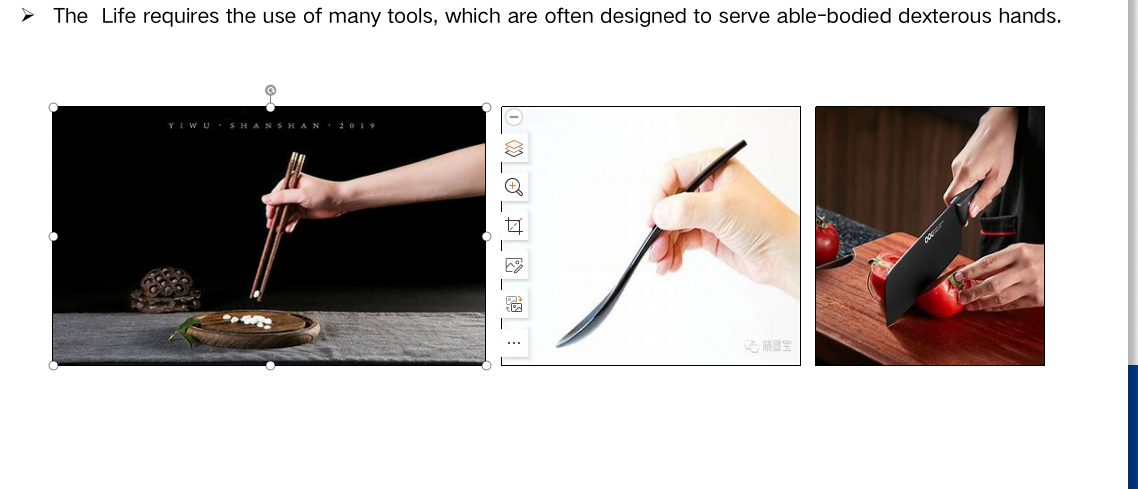 ➢ The  Life requires the use of many tools, which are often designed to serve able-bodied dexterous hands.
YIWU · SHANSHAN · 2019